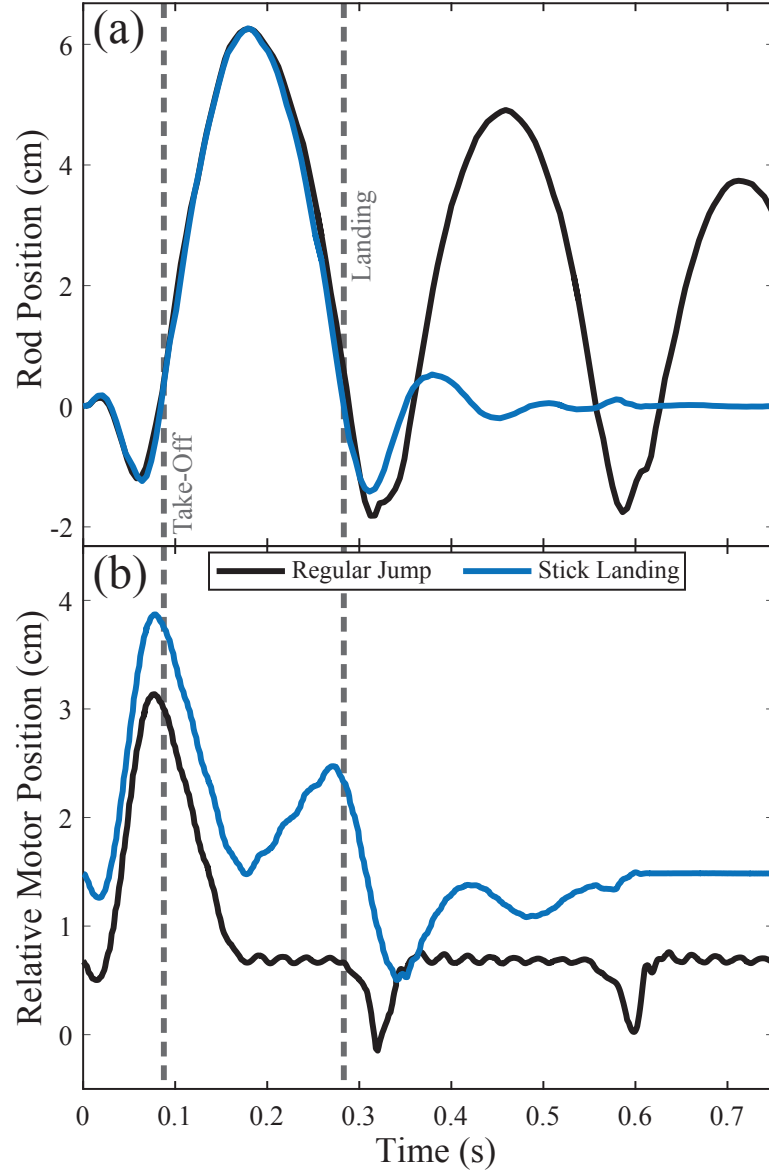 (a)
6
4
2
0
-2
Rod Position (cm)
Take-Off
Landing
(b)
Regular Jump Stick Landing
4
3
2
1
0
Relative Motor Position (cm)
0 0.1 0.2 0.3 0.4 0.5 0.6 0.7
Time (s)